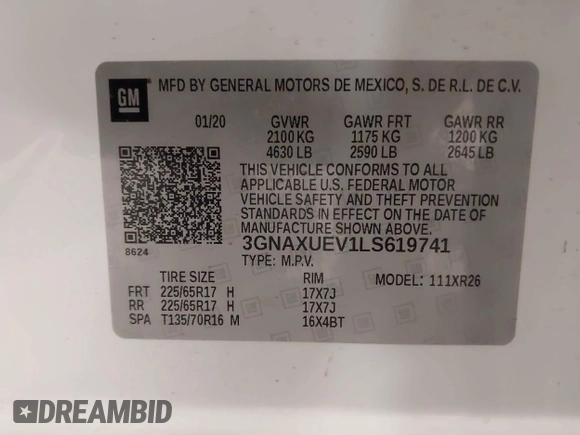 GM
MFD BY GENERAL MOTORS DE MEXICO, S. DE R.L. DE C.V.
01/20 GVWR GAWR FRT GAWR RR
2100 KG 1175 KG 1200 KG
4630 LB 2590 LB 2645 LB
THIS VEHICLE CONFORMS TO ALL
APPLICABLE U.S. FEDERAL MOTOR
VEHICLE SAFETY AND THEFT PREVENTION
STANDARDS IN EFFECT ON THE DATE OF
MANUFACTURE SHOWN ABOVE.
8624
3GNAXUEV1LS619741
TYPE: M.P.V.
TIRE SIZE RIM MODEL: 111XR26
FRT 225/65R17 H 17X7J
RR 225/65R17 H 17X7J
SPA T135/70R16 M 16X4BT
DREAMBID